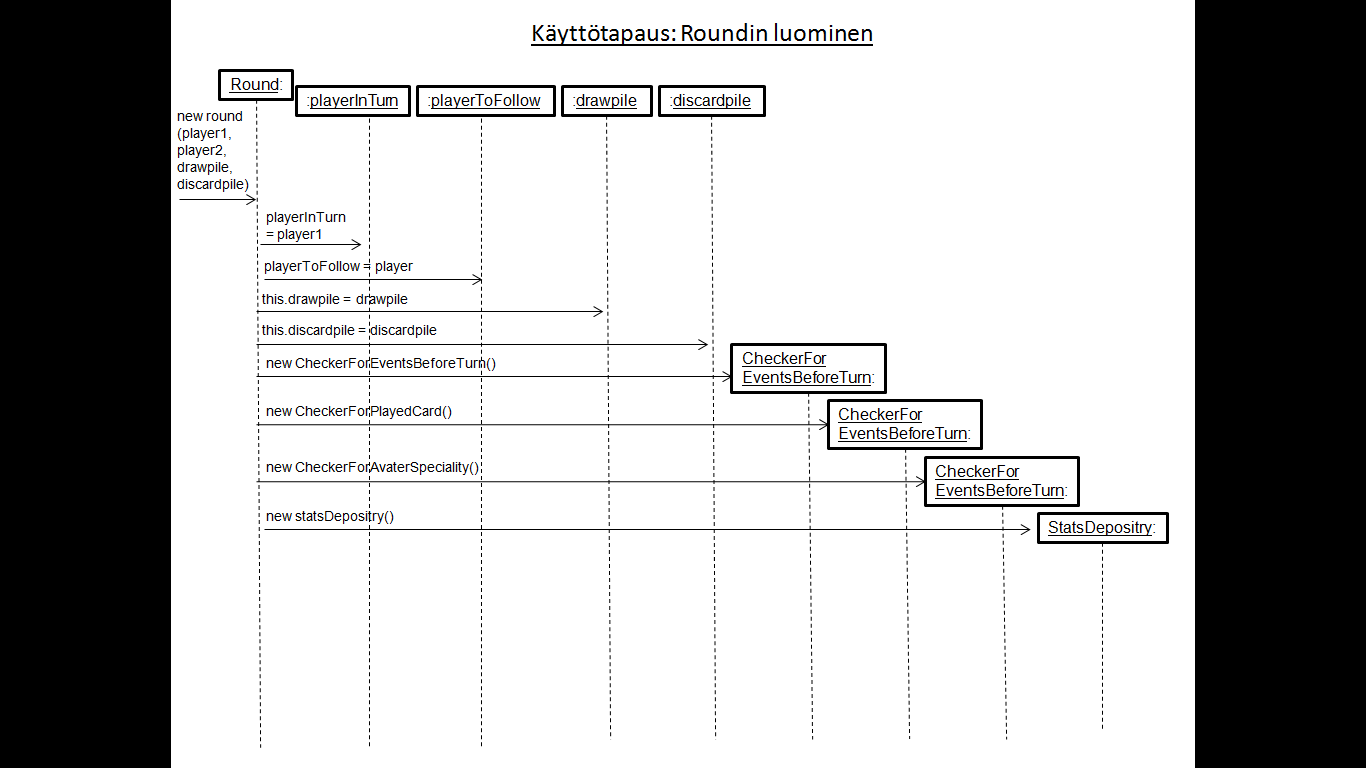 Käyttötapaus: Roundin luominen
Round:
:playerInTurn
:playerToFollow
:drawpile
:discardpile
new round
(player1,
player2,
drawpile,
discardpile)
playerInTurn
= player1
playerToFollow = player
this.drawpile = drawpile
this.discardpile = discardpile
new CheckerForEventsBeforeTurn()
CheckerFor
EventsBeforeTurn:
new CheckerForPlayedCard()
CheckerFor
EventsBeforeTurn:
new CheckerForAvaterSpeciality()
CheckerFor
EventsBeforeTurn:
new statsDepositry()
StatsDepositry: